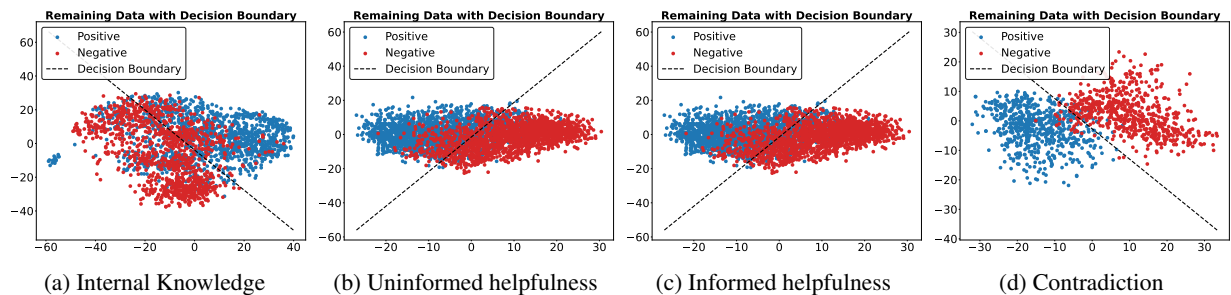 Remaining Data with Decision Boundary
Positive
Negative
Decision Boundary
60
40
20
0
−20
−40
−60 −40 −20 0 20 40
(a) Internal Knowledge
Remaining Data with Decision Boundary
Positive
Negative
Decision Boundary
60
40
20
0
−20
−40
−60
−20 −10 0 10 20 30
(b) Uninformed helpfulness
Remaining Data with Decision Boundary
Positive
Negative
Decision Boundary
60
40
20
0
−20
−40
−60
−20 −10 0 10 20 30
(c) Informed helpfulness
Remaining Data with Decision Boundary
Positive
Negative
Decision Boundary
30
20
10
0
−10
−20
−30
−40
−30 −20 −10 0 10 20 30
(d) Contradiction